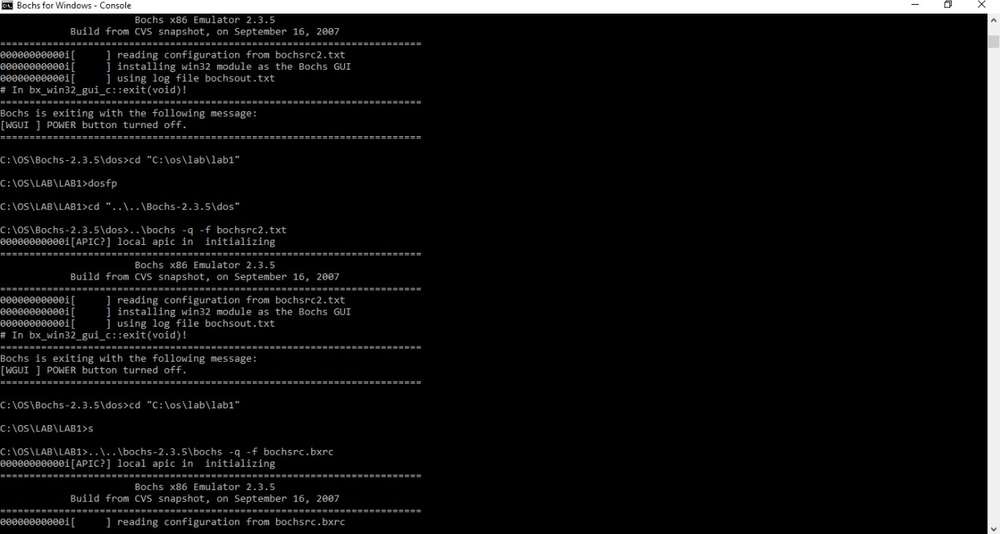 Bochs for Windows - Console
Bochs x86 Emulator 2.3.5
Build from CVS snapshot, on September 16, 2007
========================================================================
00000000000i[     ] reading configuration from bochsrc2.txt
00000000000i[     ] installing win32 module as the Bochs GUI
00000000000i[     ] using log file bochsout.txt
# In bx_win32_gui_c::exit(void)!
========================================================================
Bochs is exiting with the following message:
[WGUI ] POWER button turned off.
========================================================================
C:\OS\Bochs-2.3.5\dos>cd "C:\os\lab\lab1"
C:\OS\LAB\LAB1>dosfp
C:\OS\LAB\LAB1>cd "..\..\Bochs-2.3.5\dos"
C:\OS\Bochs-2.3.5\dos>..\bochs -q -f bochsrc2.txt
00000000000i[APIC?] local apic in  initializing
========================================================================
Bochs x86 Emulator 2.3.5
Build from CVS snapshot, on September 16, 2007
========================================================================
00000000000i[     ] reading configuration from bochsrc2.txt
00000000000i[     ] installing win32 module as the Bochs GUI
00000000000i[     ] using log file bochsout.txt
# In bx_win32_gui_c::exit(void)!
========================================================================
Bochs is exiting with the following message:
[WGUI ] POWER button turned off.
========================================================================
C:\OS\Bochs-2.3.5\dos>cd "C:\os\lab\lab1"
C:\OS\LAB\LAB1>s
C:\OS\LAB\LAB1>..\..\bochs-2.3.5\bochs -q -f bochsrc.bxrc
00000000000i[APIC?] local apic in  initializing
========================================================================
Bochs x86 Emulator 2.3.5
Build from CVS snapshot, on September 16, 2007
========================================================================
00000000000i[     ] reading configuration from bochsrc.bxrc